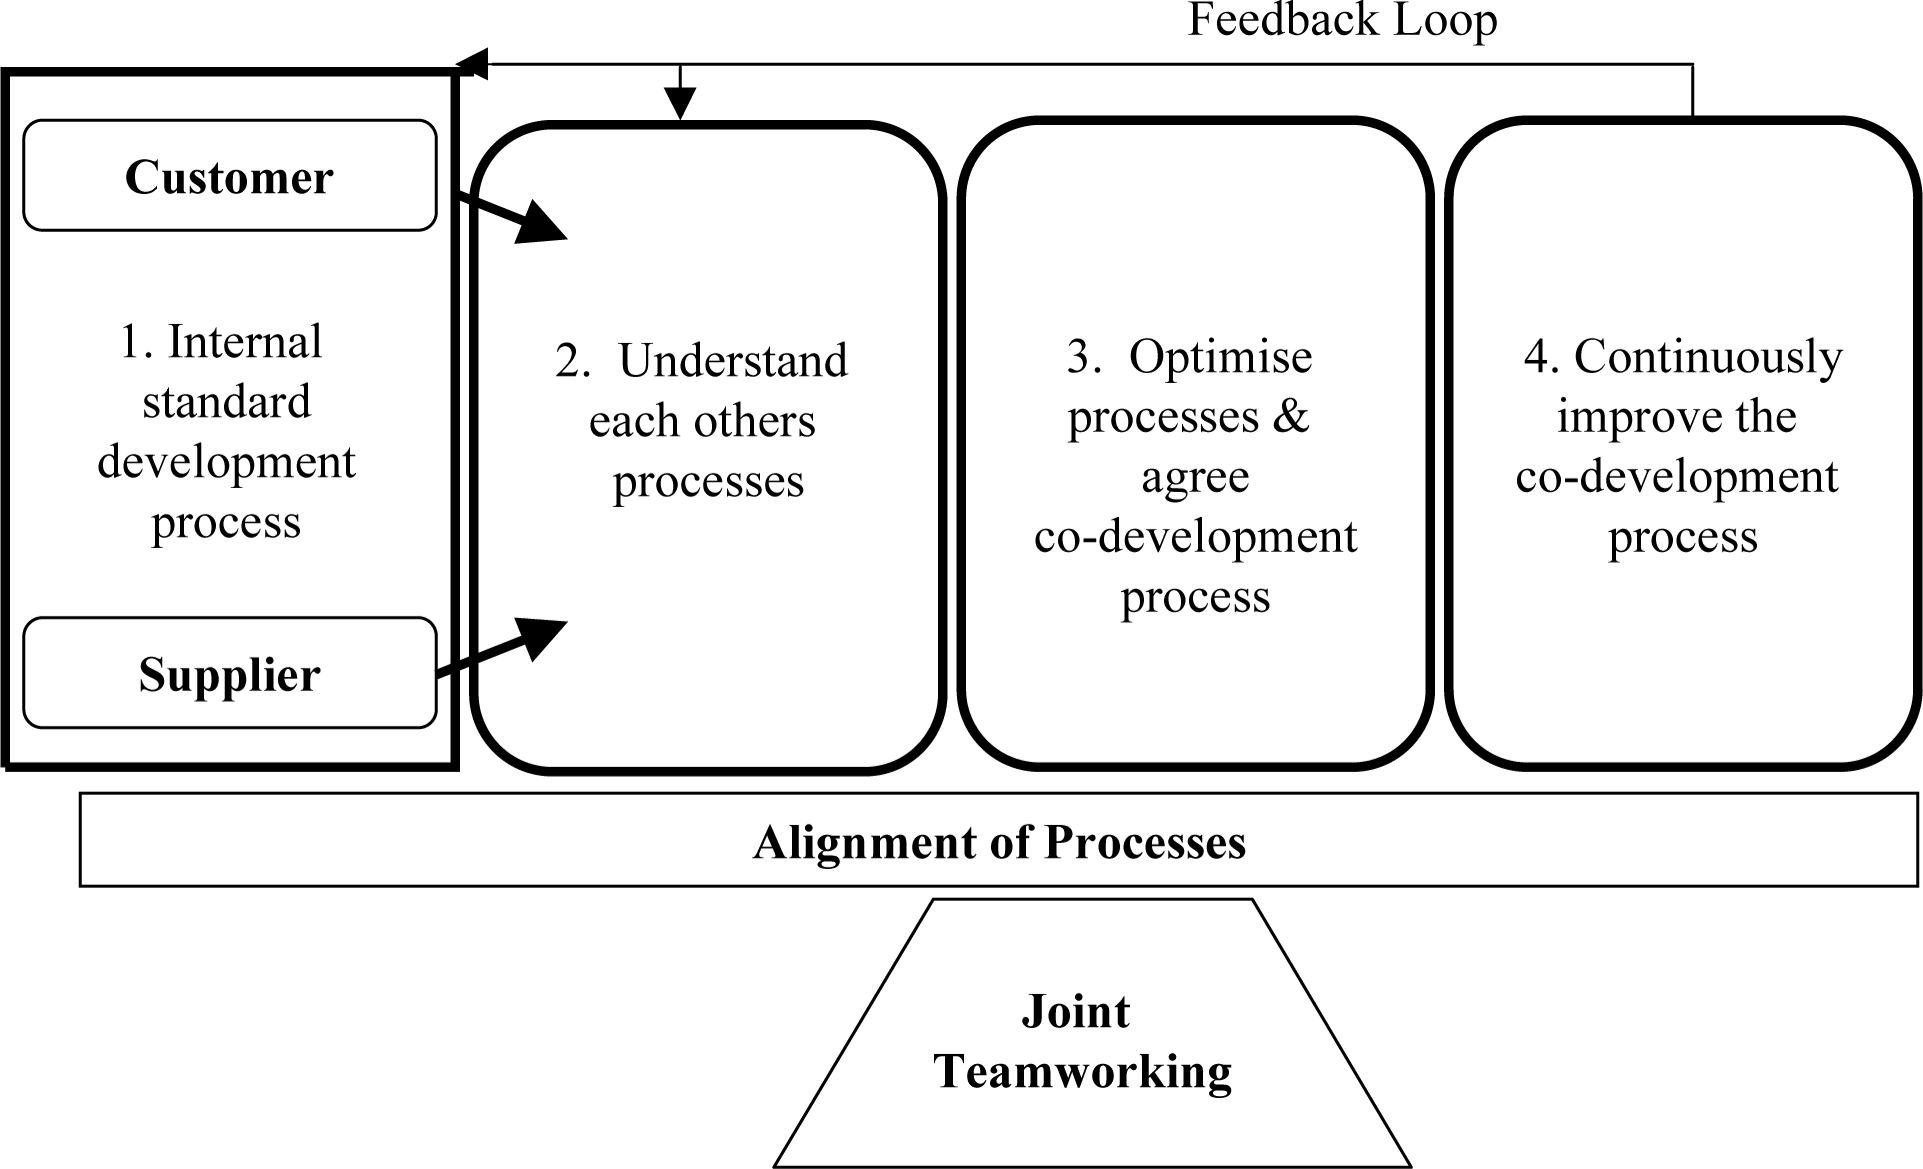 Feedback Loop
Customer
1. Internal
standard
development
process
Supplier
2. Understand
each others
processes
3. Optimise
processes &
agree
co-development
process
4. Continuously
improve the
co-development
process
Alignment of Processes
Joint
Teamworking